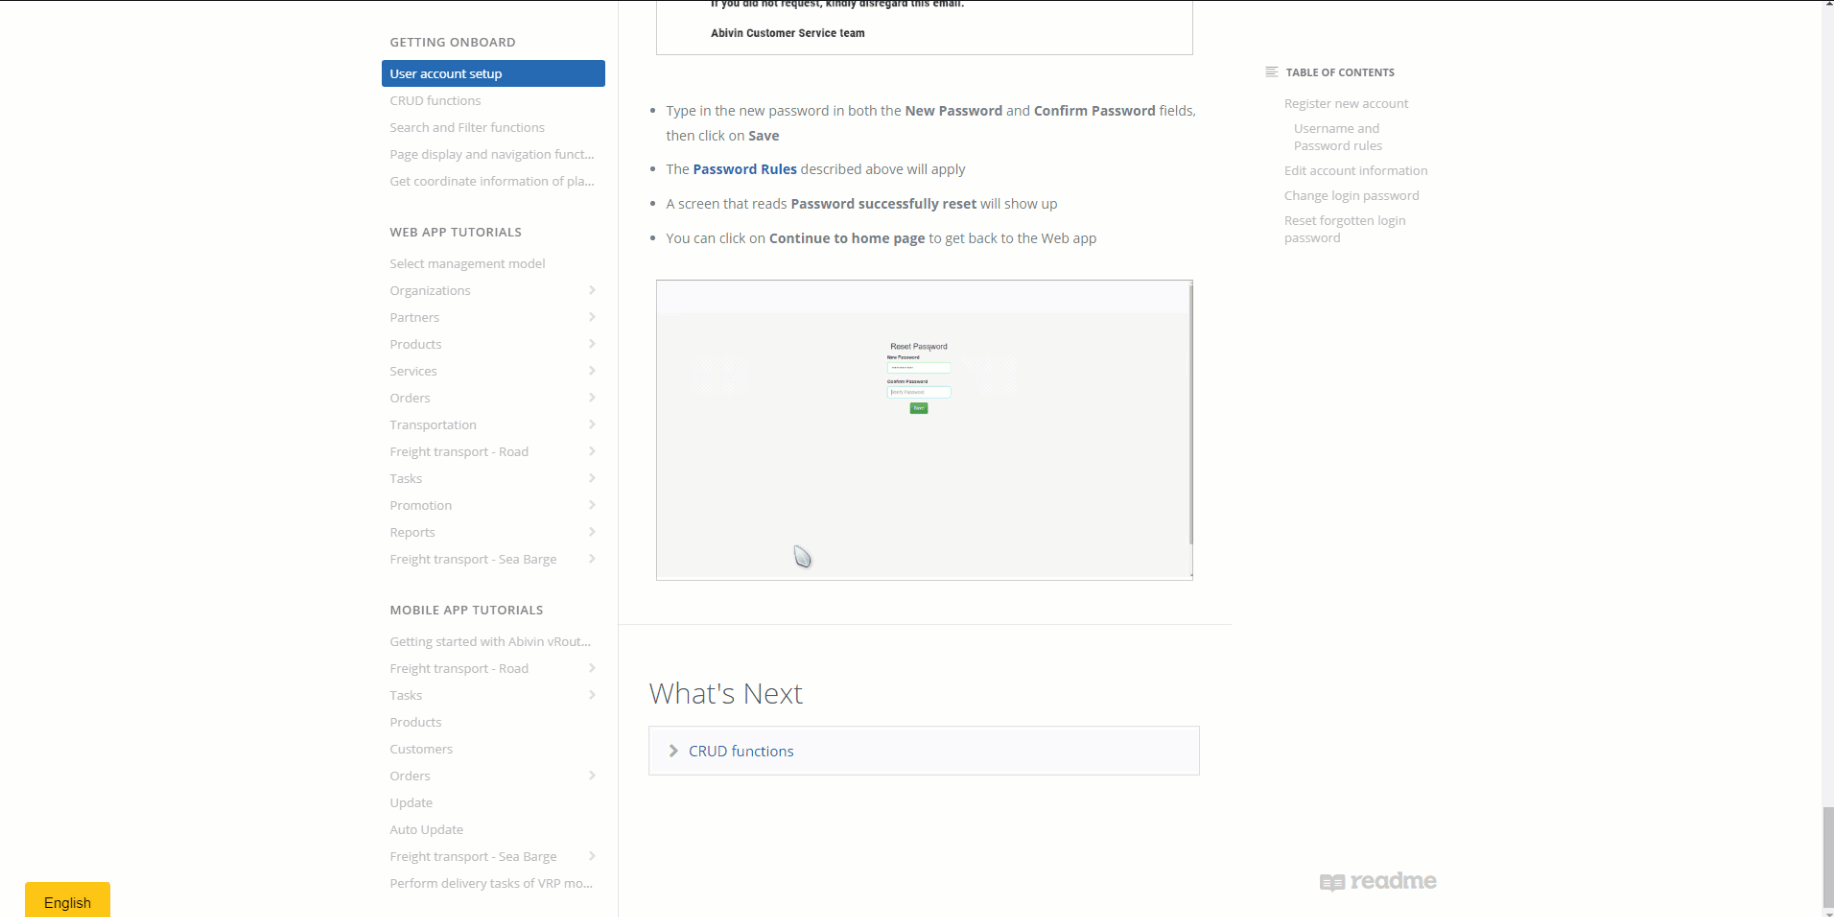 GETTING ONBOARD
User account setup
CRUD functions
Search and Filter functions
Page display and navigation funct...
Get coordinate information of pla...
WEB APP TUTORIALS
Select management model
Organizations
Partners
Products
Services
Orders
Transportation
Freight transport - Road
Tasks
Promotion
Reports
Freight transport - Sea Barge
MOBILE APP TUTORIALS
Getting started with Abivin vRout...
Freight transport - Road
Tasks
Products
Customers
Orders
Update
Auto Update
Freight transport - Sea Barge
Perform delivery tasks of VRP mo...
English
If you did not request, kindly disregard this email.
Abivin Customer Service team
• Type in the new password in both the New Password and Confirm Password fields,
then click on Save
• The Password Rules described above will apply
• A screen that reads Password successfully reset will show up
• You can click on Continue to home page to get back to the Web app
Reset Password
New Password
Confirm Password
Verify Password
Save
What's Next
CRUD functions
TABLE OF CONTENTS
Register new account
Username and
Password rules
Edit account information
Change login password
Reset forgotten login
password
readme